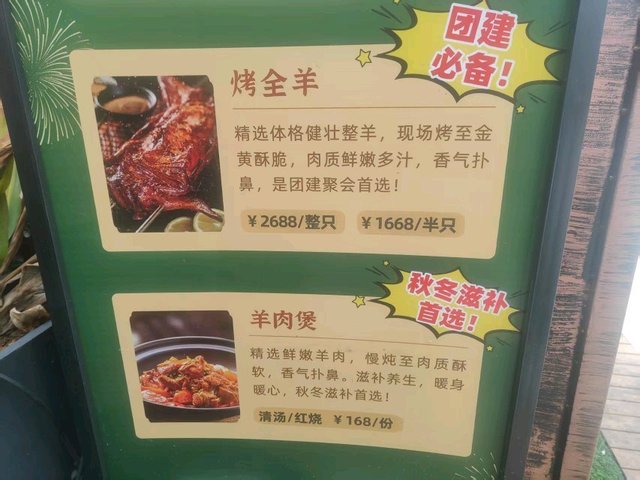 团建
必备！
烤全羊
精选体格健壮整羊，现场烤至金
黄酥脆，肉质鲜嫩多汁，香气扑
鼻，是团建聚会首选！
￥2688/整只 ￥1668/半只
秋冬滋补
首选！
羊肉煲
精选鲜嫩羊肉，慢炖至肉质酥
软，香气扑鼻。滋补养生，暖身
暖心，秋冬滋补首选！
清汤/红烧 ￥168/份